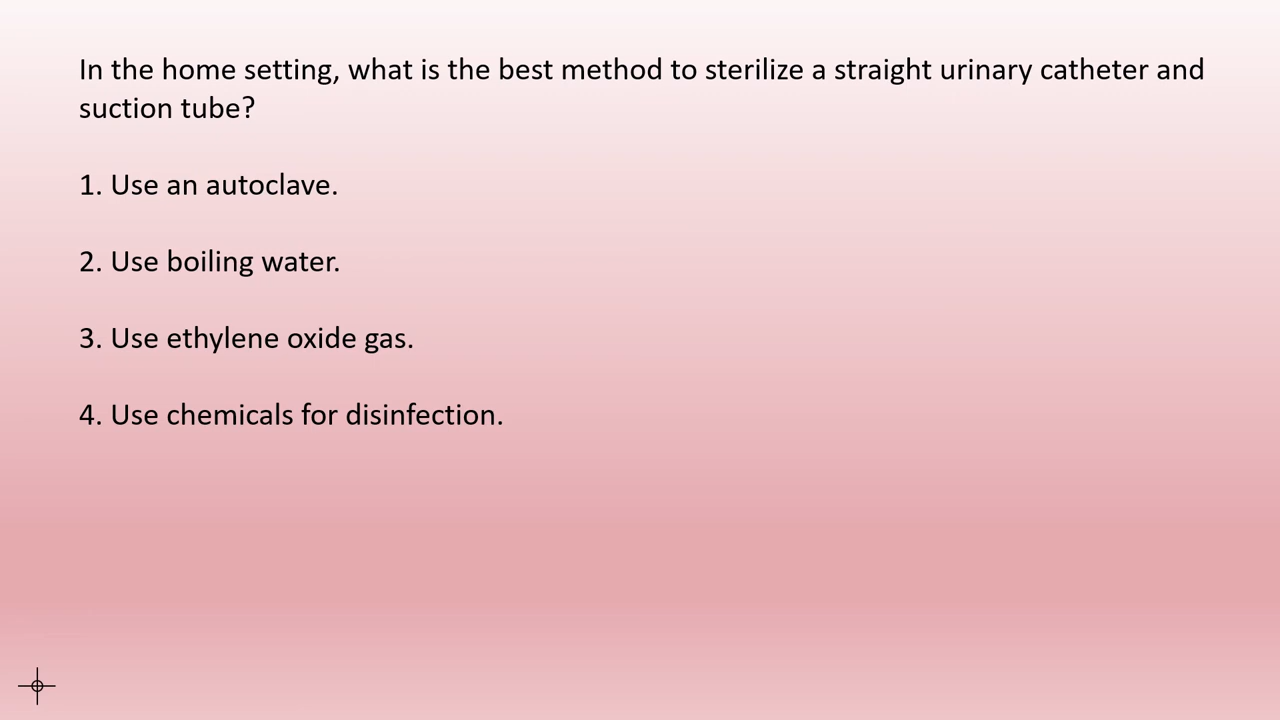 In the home setting, what is the best method to sterilize a straight urinary catheter and
suction tube?
1. Use an autoclave.
2. Use boiling water.
3. Use ethylene oxide gas.
4. Use chemicals for disinfection.